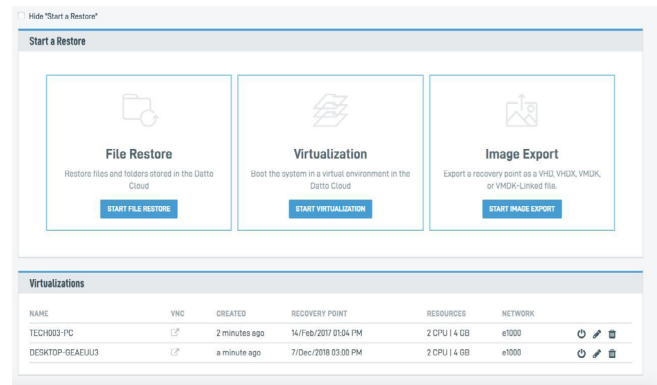 Hide "Start a Restore"
Start a Restore
File Restore
Restore files and folders stored in the Datto
Cloud
START FILE RESTORE
Virtualization
Boot the system in a virtual environment in the
Datto Cloud
START VIRTUALIZATION
Image Export
Export a recovery point as a VHD, VHDX, VMDK,
or VMDK-Linked file.
START IMAGE EXPORT
Virtualizations
NAME VNC CREATED RECOVERY POINT RESOURCES NETWORK
TECH003-PC 2 minutes ago 14/Feb/2017 01:04 PM 2 CPU | 4 GB e1000
DESKTOP-GEAEUU3 a minute ago 7/Dec/2018 03:00 PM 2 CPU | 4 GB e1000